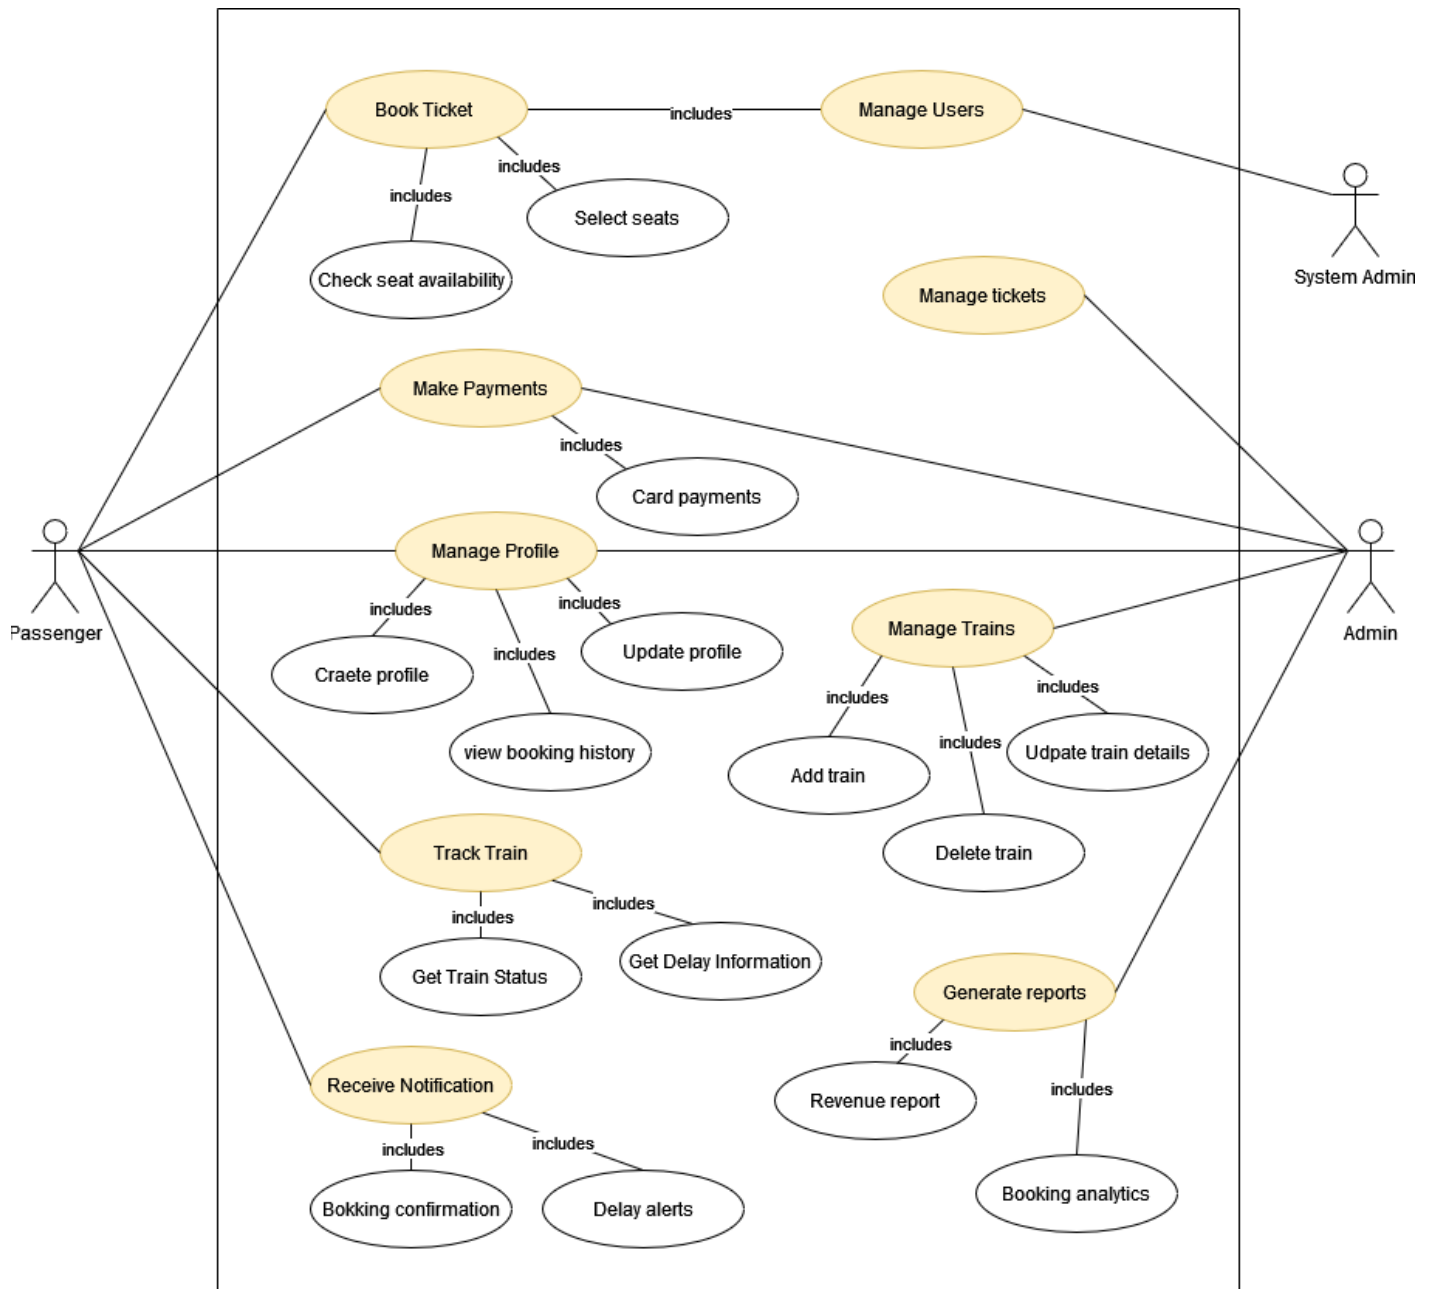 Book Ticket
includes
Manage Users
includes
includes
Select seats
Check seat availability
System Admin
Manage tickets
Make Payments
includes
Card payments
Passenger
Manage Profile
Admin
includes
includes
includes
Craete profile
Update profile
view booking history
Manage Trains
includes
includes
includes
Add train
Udpate train details
Delete train
Track Train
includes
includes
Get Train Status
Get Delay Information
Generate reports
includes
includes
Revenue report
Booking analytics
Receive Notification
includes
includes
Bokking confirmation
Delay alerts